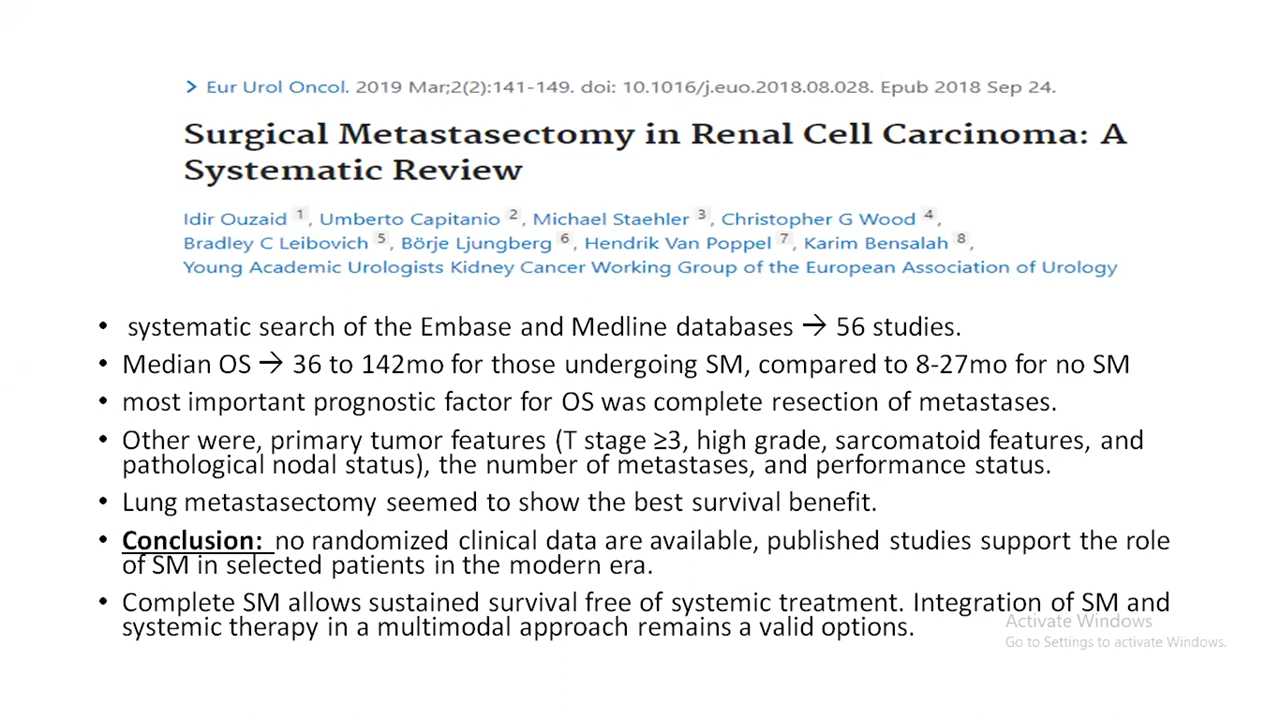 > Eur Urol Oncol. 2019 Mar;2(2):141-149. doi: 10.1016/j.euo.2018.08.028. Epub 2018 Sep 24.
Surgical Metastasectomy in Renal Cell Carcinoma: A
Systematic Review
Idir Ouzaid 1, Umberto Capitanio 2, Michael Staehler 3, Christopher G Wood 4,
Bradley C Leibovich 5, Börje Ljungberg 6, Hendrik Van Poppel 7, Karim Bensalah 8,
Young Academic Urologists Kidney Cancer Working Group of the European Association of Urology
• systematic search of the Embase and Medline databases → 56 studies.
• Median OS → 36 to 142mo for those undergoing SM, compared to 8-27mo for no SM
• most important prognostic factor for OS was complete resection of metastases.
• Other were, primary tumor features (T stage ≥3, high grade, sarcomatoid features, and
pathological nodal status), the number of metastases, and performance status.
• Lung metastasectomy seemed to show the best survival benefit.
• Conclusion: no randomized clinical data are available, published studies support the role
of SM in selected patients in the modern era.
• Complete SM allows sustained survival free of systemic treatment. Integration of SM and
systemic therapy in a multimodal approach remains a valid options.
Activate Windows
Go to Settings to activate Windows.